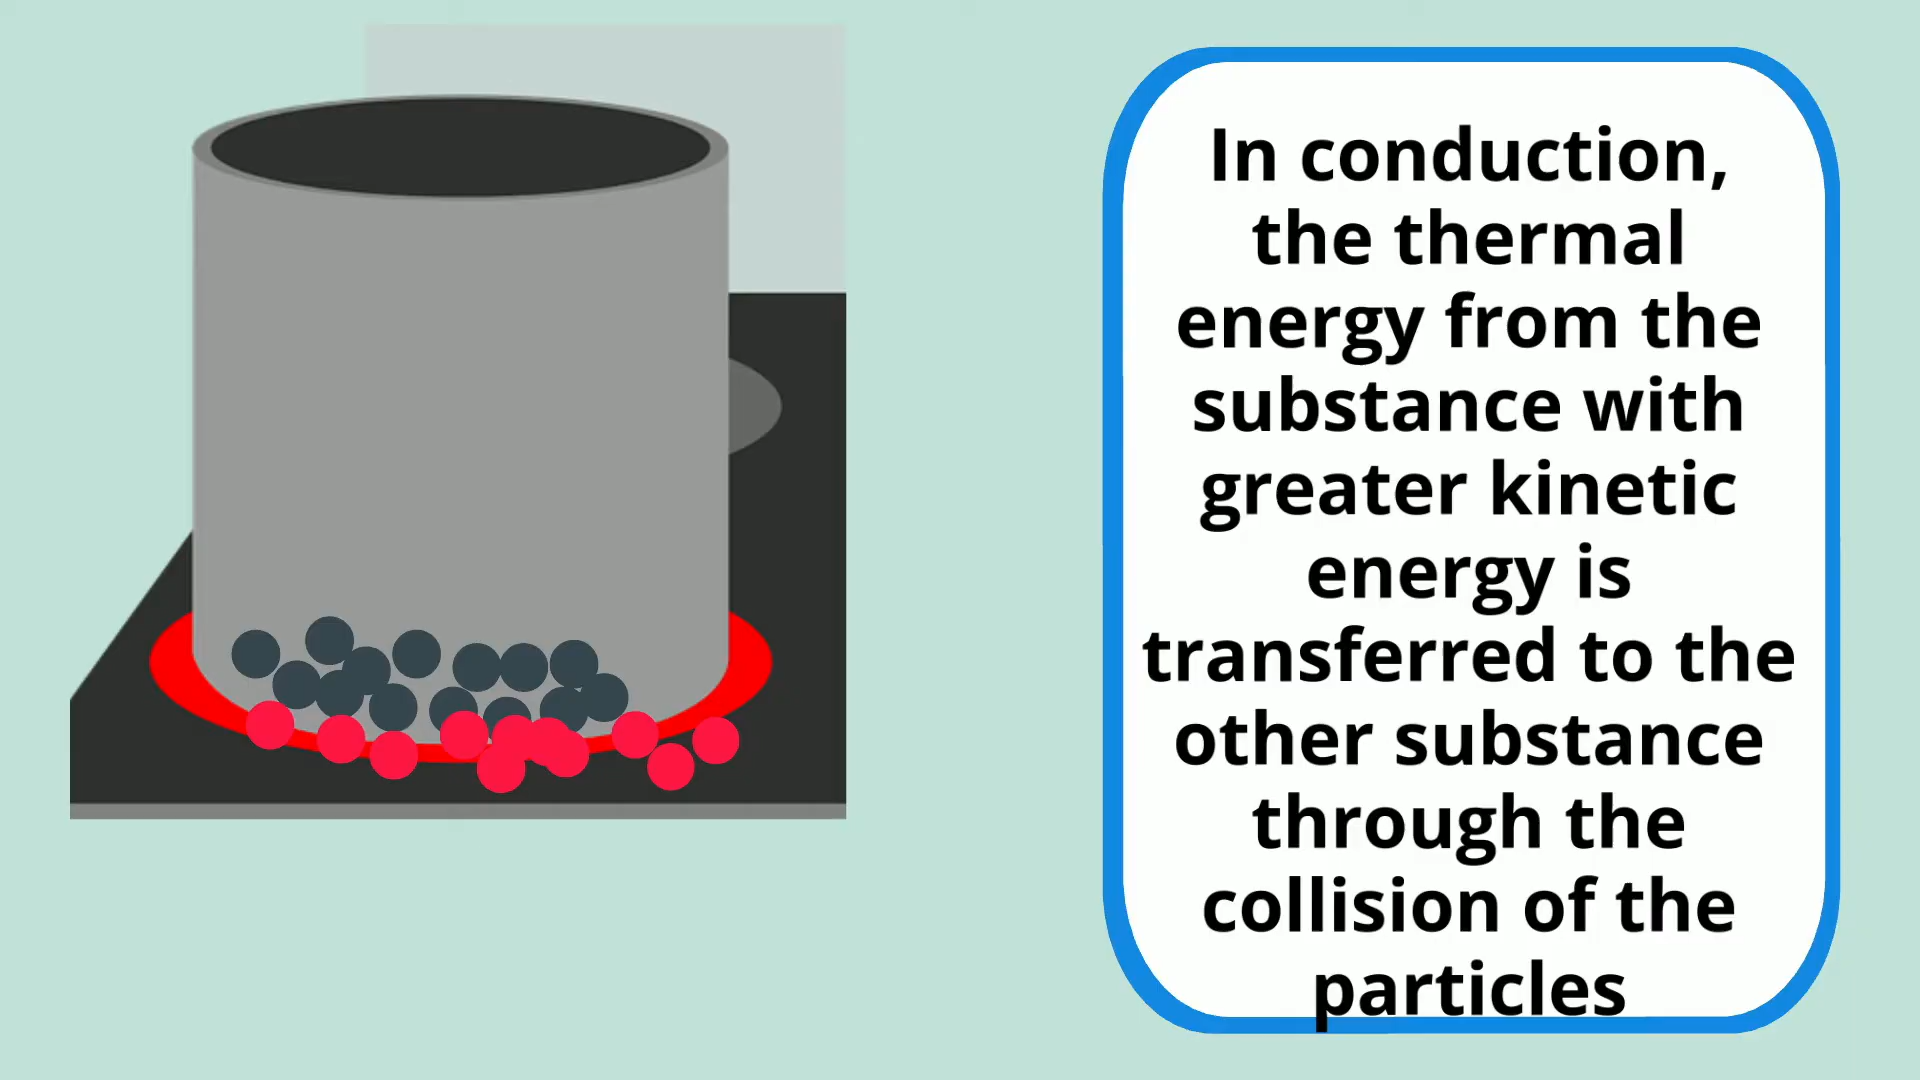 In conduction,
the thermal
energy from the
substance with
greater kinetic
energy is
transferred to the
other substance
through the
collision of the
particles